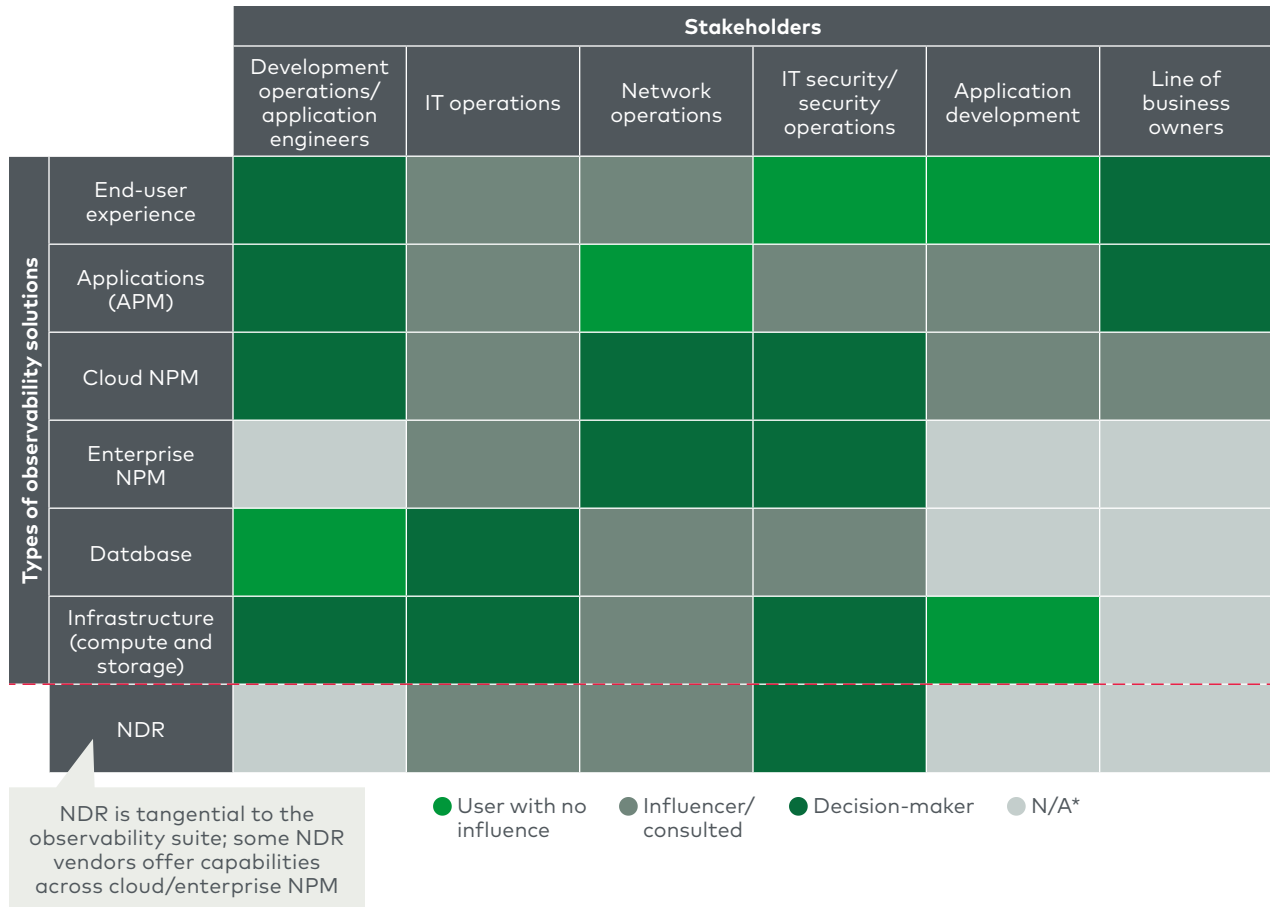 Stakeholders
Development
operations/
application
engineers
IT operations
Network
operations
IT security/
security
operations
Application
development
Line of
business
owners
Types of observability solutions
End-user
experience
Applications
(APM)
Cloud NPM
Enterprise
NPM
Database
Infrastructure
(compute and
storage)
NDR
NDR is tangential to the
observability suite; some NDR
vendors offer capabilities
across cloud/enterprise NPM
User with no
influence
Influencer/
consulted
Decision-maker
N/A*